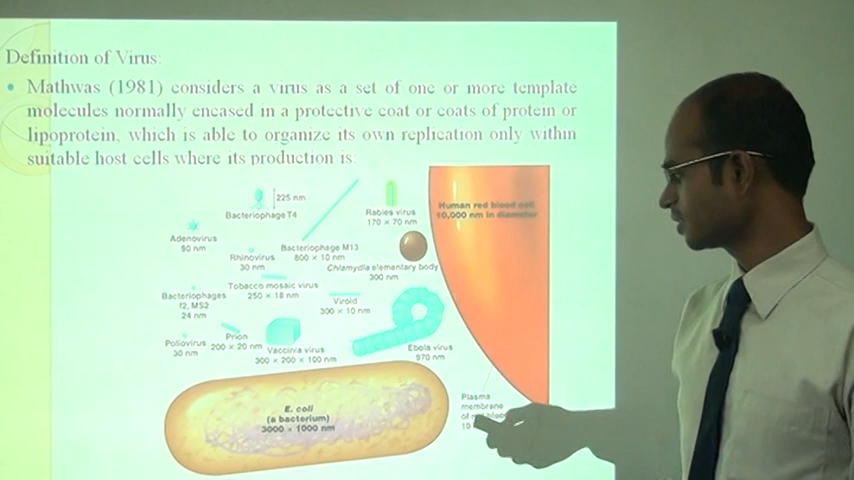 Definition of Virus:
• Mathwas (1981) considers a virus as a set of one or more template
molecules normally encased in a protective coat or coats of protein or
lipoprotein, which is able to organize its own replication only within
suitable host cells where its production is:
225 nm
Bacteriophage T4
Rabies virus
170 × 70 nm
Human red blood cell
10,000 nm in diameter
Adenovirus
90 nm
Rhinovirus
30 nm
Bacteriophage M13
800 × 10 nm
Chlamydia elementary body
300 nm
Tobacco mosaic virus
250 × 18 nm
Bacteriophages
f2, MS2
24 nm
Viroid
300 × 10 nm
Poliovirus
30 nm
Prion
200 × 20 nm
Vaccinia virus
300 × 200 × 100 nm
Ebola virus
970 nm
E. coli
(a bacterium)
3000 × 1000 nm
Plasma
membrane
of red
10